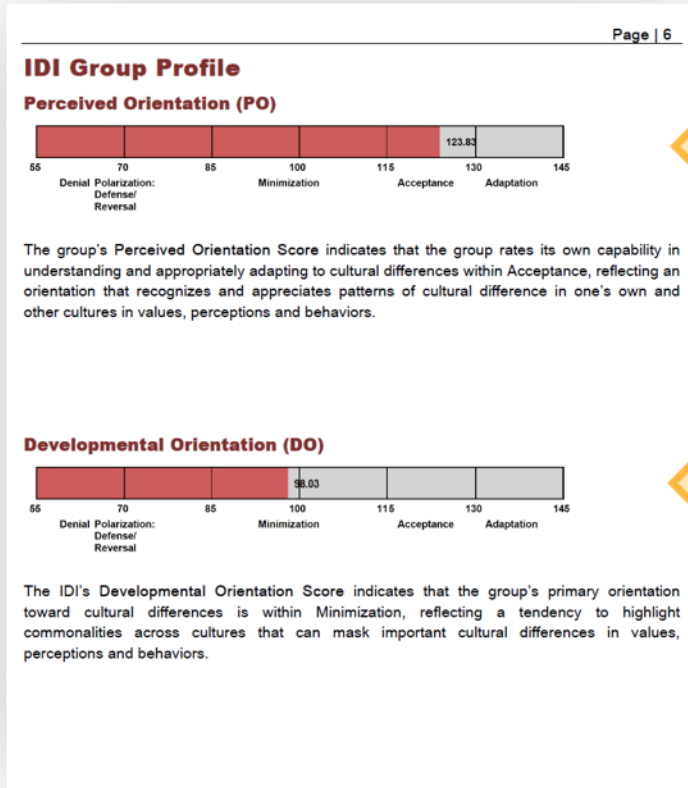 Page | 6
IDI Group Profile
Perceived Orientation (PO)
123.83
55 70 85 100 115 130 145
Denial Polarization: Minimization Acceptance Adaptation
Defense/
Reversal
The group's Perceived Orientation Score indicates that the group rates its own capability in
understanding and appropriately adapting to cultural differences within Acceptance, reflecting an
orientation that recognizes and appreciates patterns of cultural difference in one's own and
other cultures in values, perceptions and behaviors.
Developmental Orientation (DO)
98.03
55 70 85 100 115 130 145
Denial Polarization: Minimization Acceptance Adaptation
Defense/
Reversal
The IDI's Developmental Orientation Score indicates that the group's primary orientation
toward cultural differences is within Minimization, reflecting a tendency to highlight
commonalities across cultures that can mask important cultural differences in values,
perceptions and behaviors.